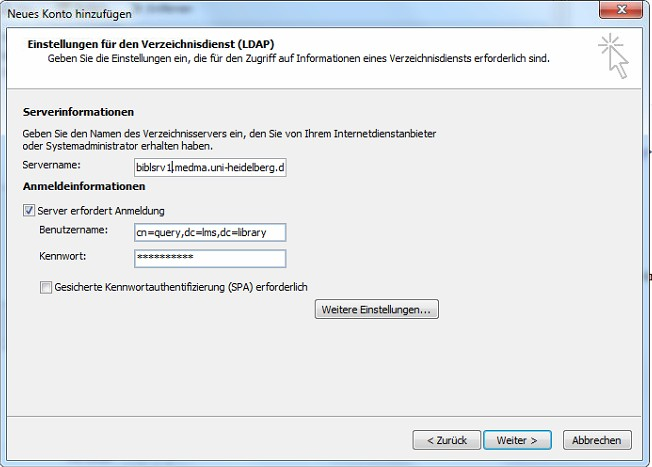 Neues Konto hinzufügen
X
Einstellungen für den Verzeichnisdienst (LDAP)
Geben Sie die Einstellungen ein, die für den Zugriff auf Informationen eines Verzeichnisdiensts erforderlich sind.
Serverinformationen
Geben Sie den Namen des Verzeichnisservers ein, den Sie von Ihrem Internetdienstanbieter
oder Systemadministrator erhalten haben.
Servername: biblsrv1.medma.uni-heidelberg.d
Anmeldeinformationen
Server erfordert Anmeldung
Benutzername: cn=query,dc=lms,dc=library
Kennwort: **********
Gesicherte Kennwortauthentifizierung (SPA) erforderlich
Weitere Einstellungen...
< Zurück Weiter > Abbrechen